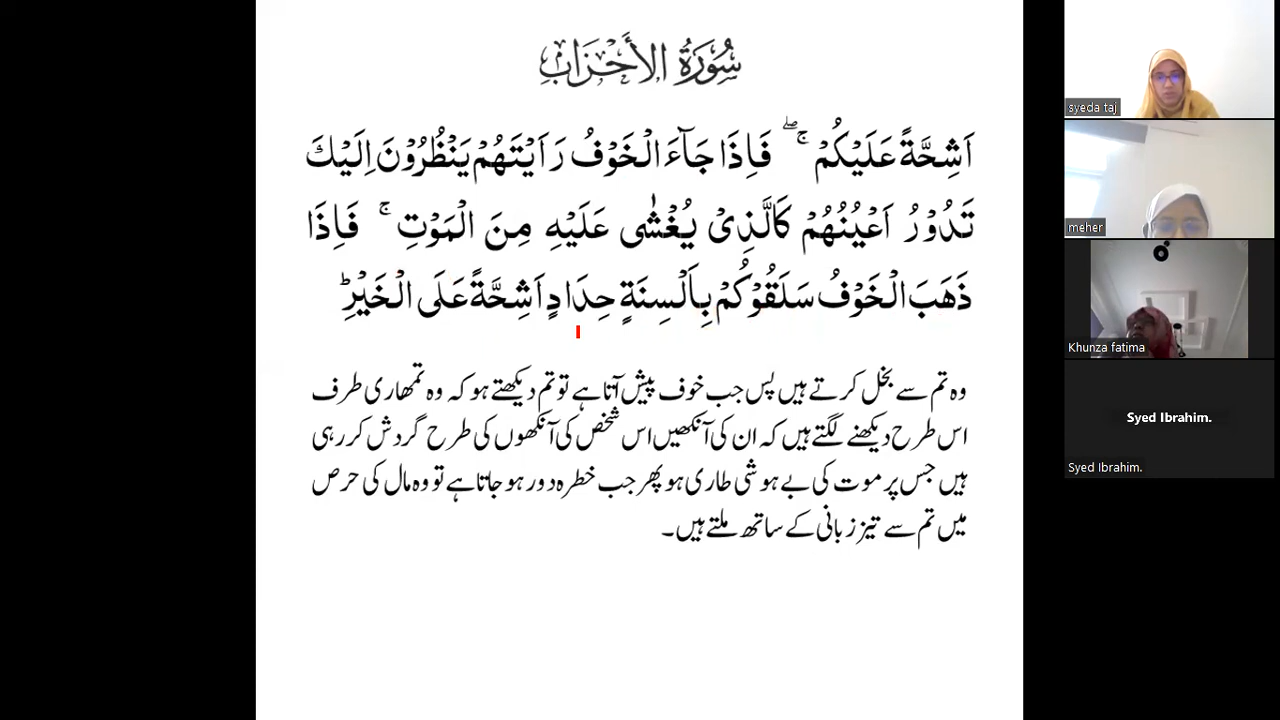 سُوْرَةُ الأَحْزَابِ
اَشِحَّةً عَلَيْكُمْ ۚۖ فَاِذَا جَآءَ الْخَوْفُ رَاَيْتَهُمْ يَنْظُرُوْنَ اِلَيْكَ
تَدُوْرُ اَعْيُنُهُمْ كَالَّذِيْ يُغْشٰى عَلَيْهِ مِنَ الْمَوْتِ ۚ فَاِذَا
ذَهَبَ الْخَوْفُ سَلَقُوْكُمْ بِاَلْسِنَةٍ حِدَادٍ اَشِحَّةً عَلَى الْخَيْرِ ؕ
وہ تم سے بخل کرتے ہیں پس جب خوف پیش آتا ہے تو تم دیکھتے ہو کہ وہ تمھاری طرف
اس طرح دیکھنے لگتے ہیں کہ ان کی آنکھیں اس شخص کی آنکھوں کی طرح گردش کر رہی
ہیں جس پر موت کی بے ہوشی طاری ہو پھر جب خطرہ دور ہو جاتا ہے تو وہ مال کی حرص
میں تم سے تیز زبانی کے ساتھ ملتے ہیں۔
syeda taj
meher
Khunza fatima
Syed Ibrahim.
Syed Ibrahim.